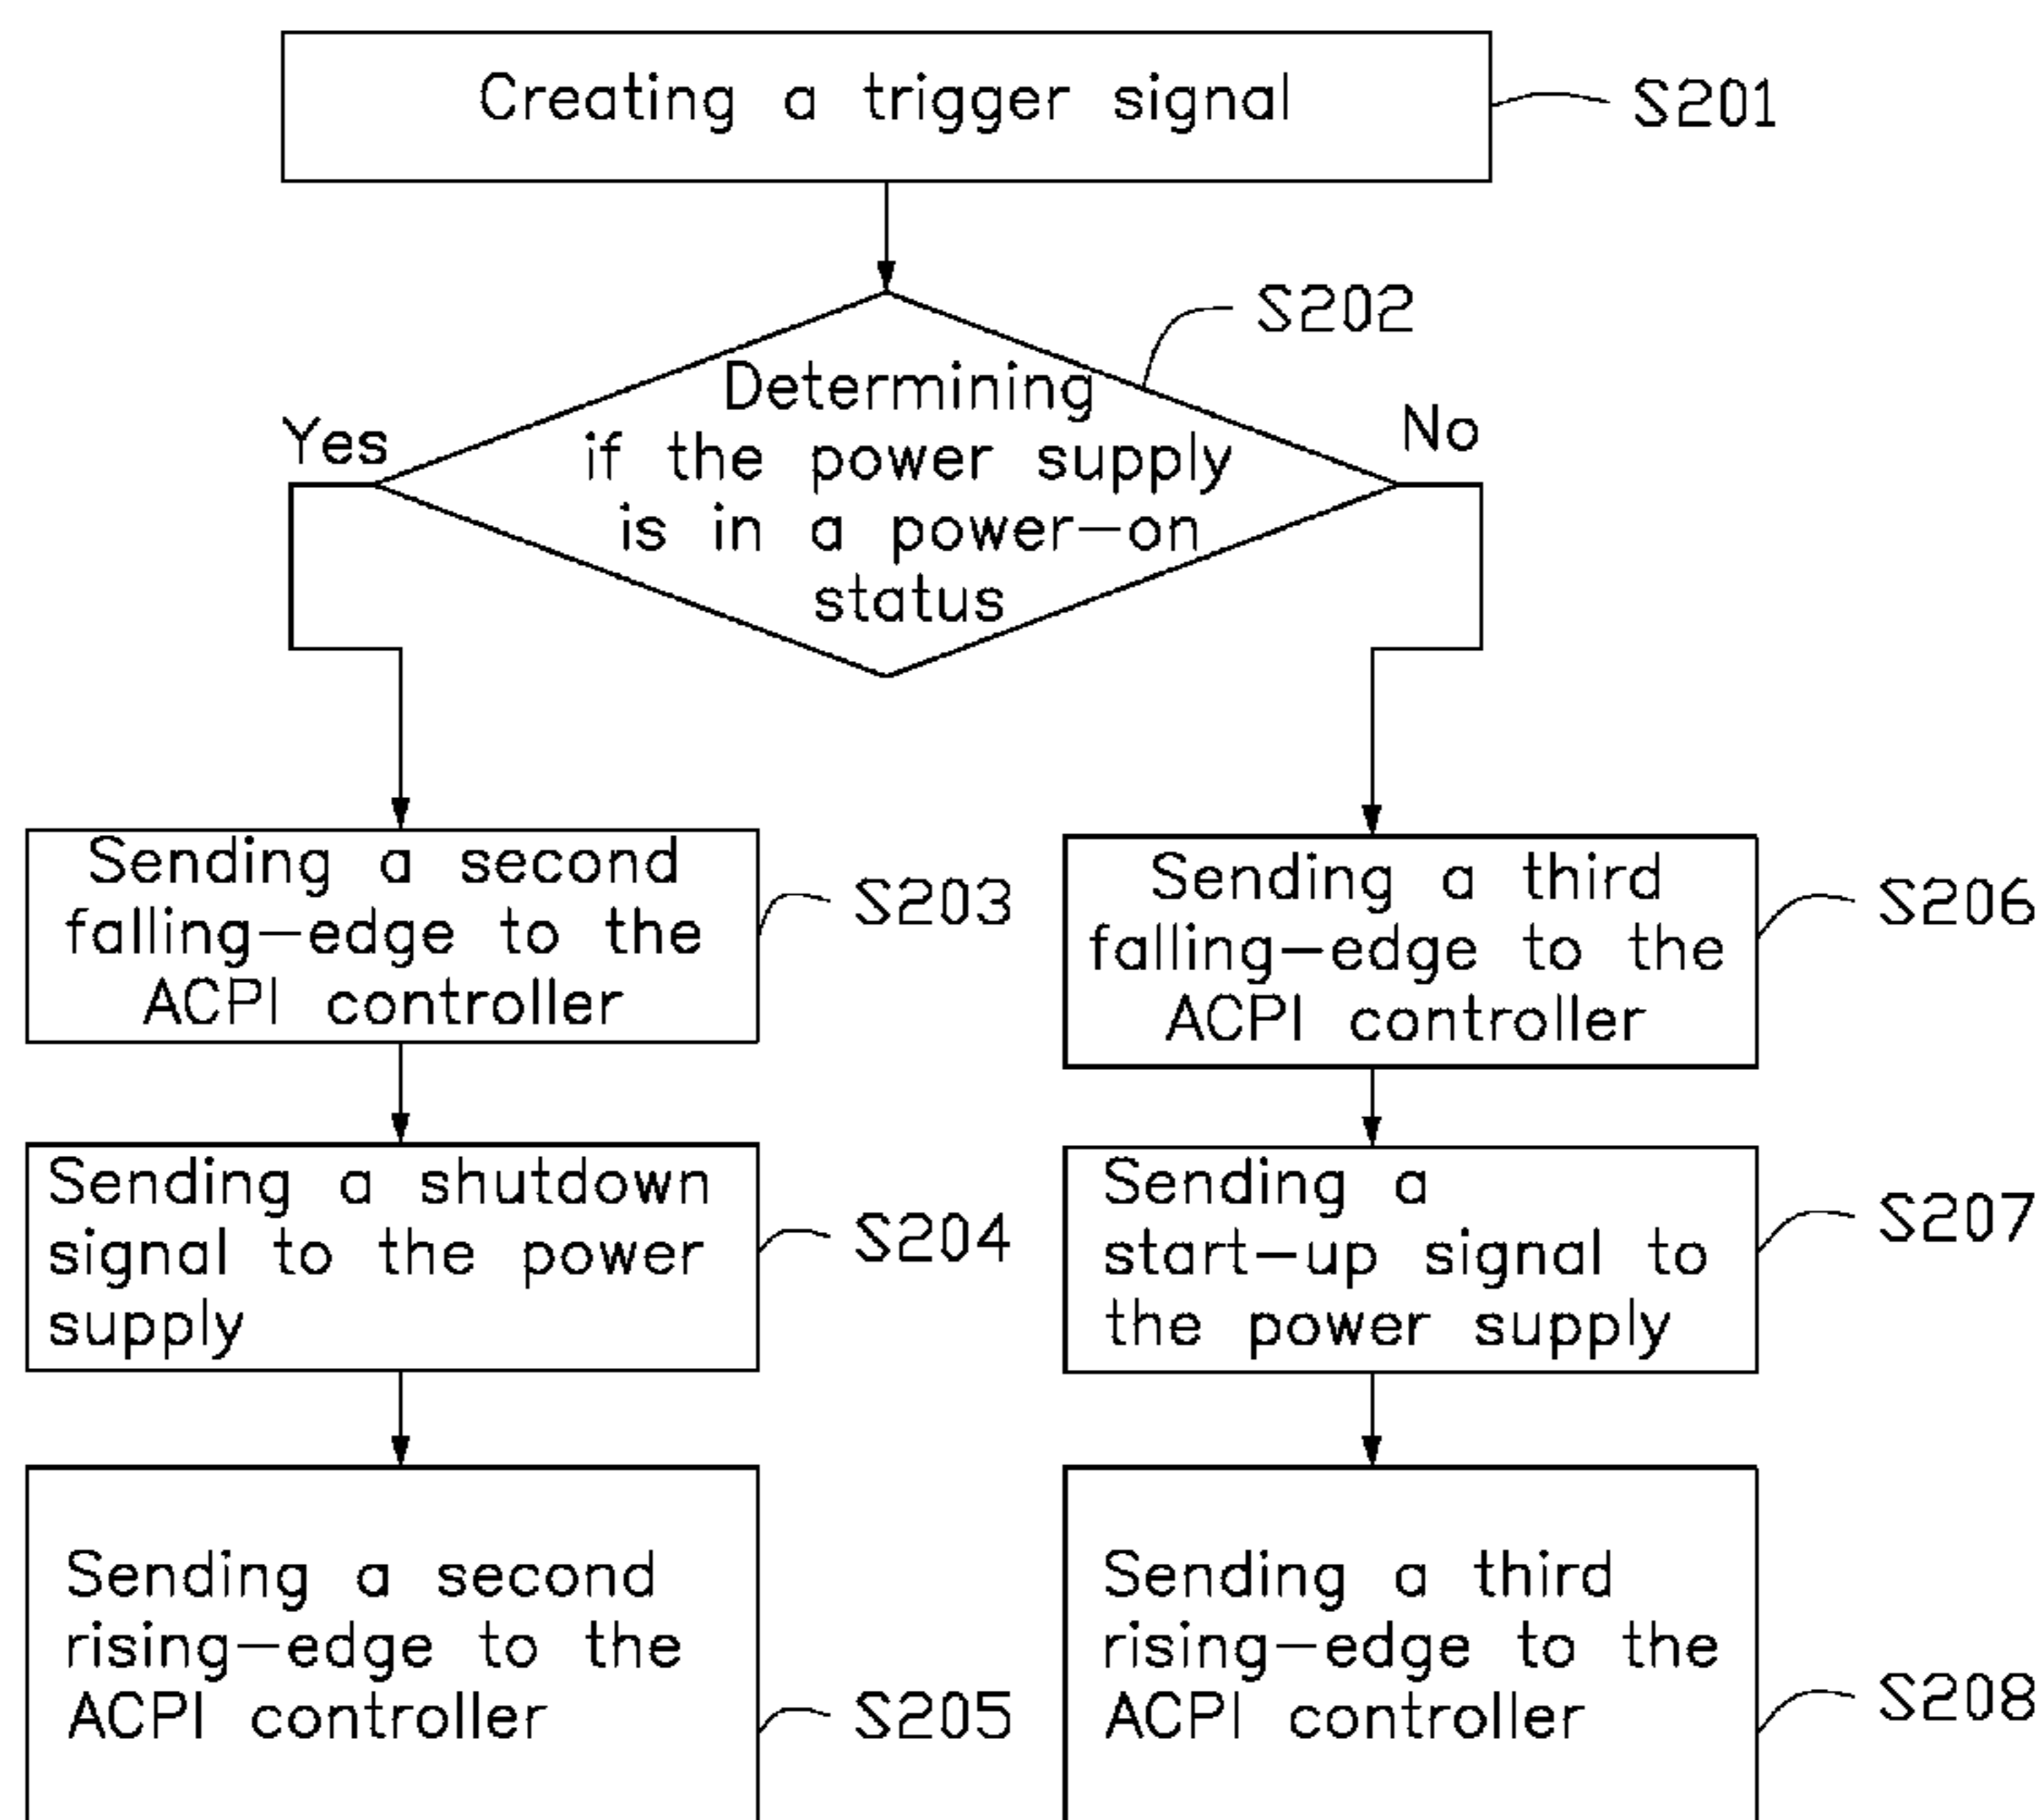 Creating a trigger signal
S201
S202
Determining
if the power supply
is in a power-on
status
Yes
No
Sending a second
falling-edge to the
ACPI controller
S203
Sending a third
falling-edge to the
ACPI controller
S206
Sending a shutdown
signal to the power
supply
S204
Sending a
start-up signal to
the power supply
S207
Sending a second
rising-edge to the
ACPI controller
S205
Sending a third
rising-edge to the
ACPI controller
S208